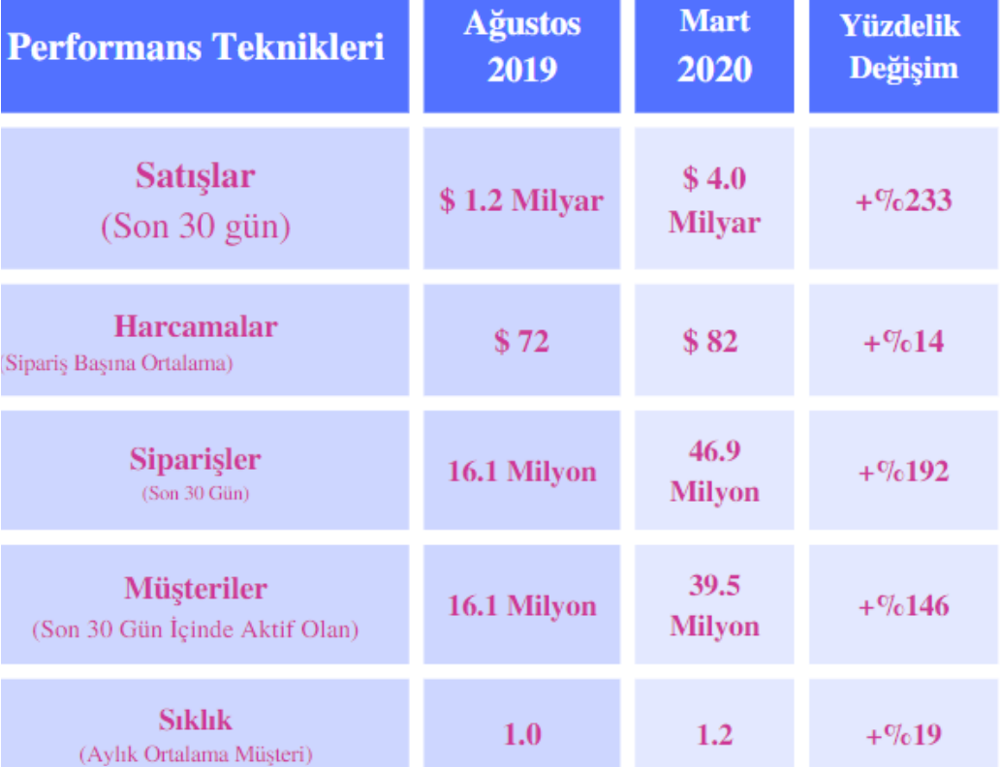 Performans Teknikleri
Ağustos
2019
Mart
2020
Yüzdelik
Değişim
Satışlar
(Son 30 gün)
$ 1.2 Milyar
$ 4.0
Milyar
+%233
Harcamalar
(Sipariş Başına Ortalama)
$ 72
$ 82
+%14
Siparişler
(Son 30 Gün)
16.1 Milyon
46.9
Milyon
+%192
Müşteriler
(Son 30 Gün İçinde Aktif Olan)
16.1 Milyon
39.5
Milyon
+%146
Sıklık
(Aylık Ortalama Müşteri)
1.0
1.2
+%19